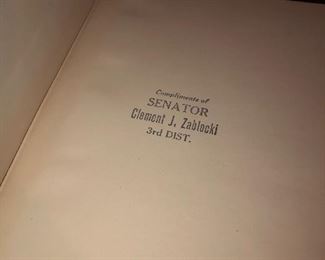 Compliments of
SENATOR
Clement J. Zablocki
3rd DIST.